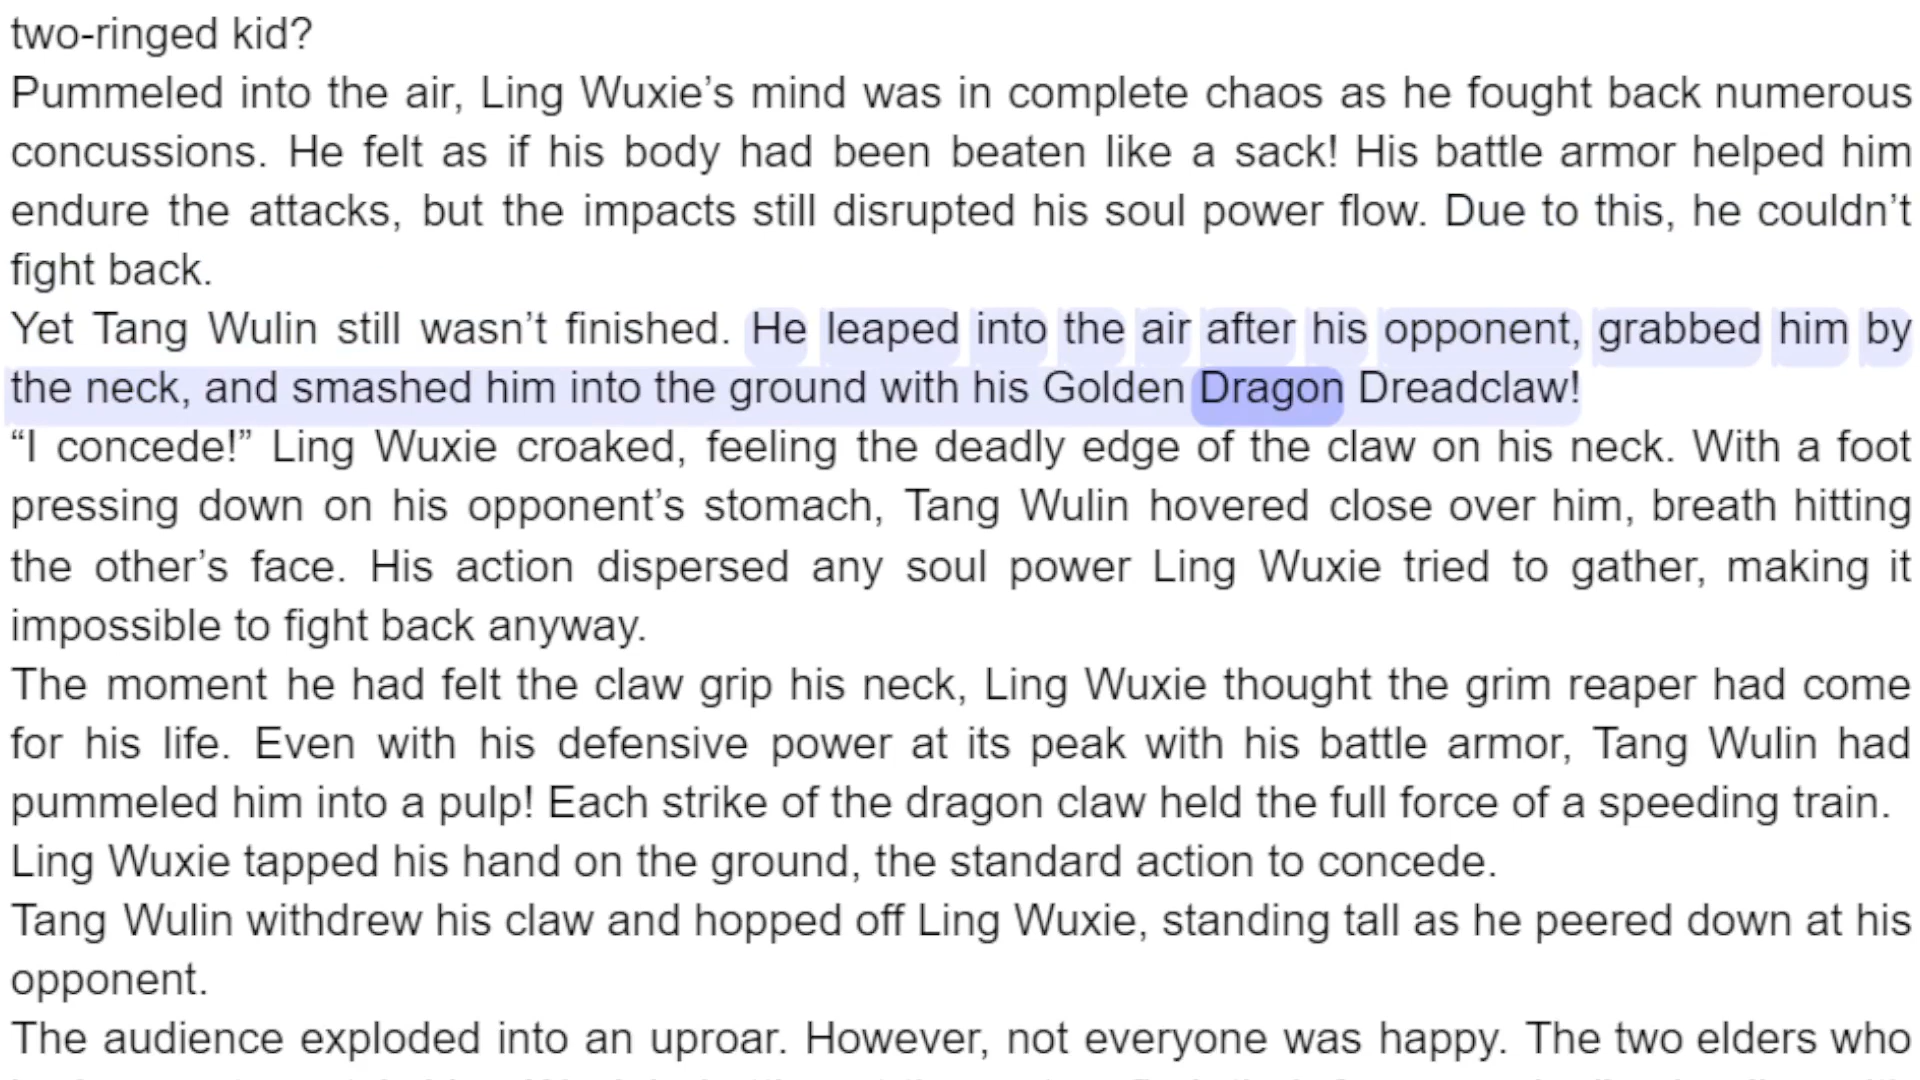 two-ringed kid?
Pummeled into the air, Ling Wuxie’s mind was in complete chaos as he fought back numerous
concussions. He felt as if his body had been beaten like a sack! His battle armor helped him
endure the attacks, but the impacts still disrupted his soul power flow. Due to this, he couldn’t
fight back.
Yet Tang Wulin still wasn’t finished. He leaped into the air after his opponent, grabbed him by
the neck, and smashed him into the ground with his Golden Dragon Dreadclaw!
“I concede!” Ling Wuxie croaked, feeling the deadly edge of the claw on his neck. With a foot
pressing down on his opponent’s stomach, Tang Wulin hovered close over him, breath hitting
the other’s face. His action dispersed any soul power Ling Wuxie tried to gather, making it
impossible to fight back anyway.
The moment he had felt the claw grip his neck, Ling Wuxie thought the grim reaper had come
for his life. Even with his defensive power at its peak with his battle armor, Tang Wulin had
pummeled him into a pulp! Each strike of the dragon claw held the full force of a speeding train.
Ling Wuxie tapped his hand on the ground, the standard action to concede.
Tang Wulin withdrew his claw and hopped off Ling Wuxie, standing tall as he peered down at his
opponent.
The audience exploded into an uproar. However, not everyone was happy. The two elders who